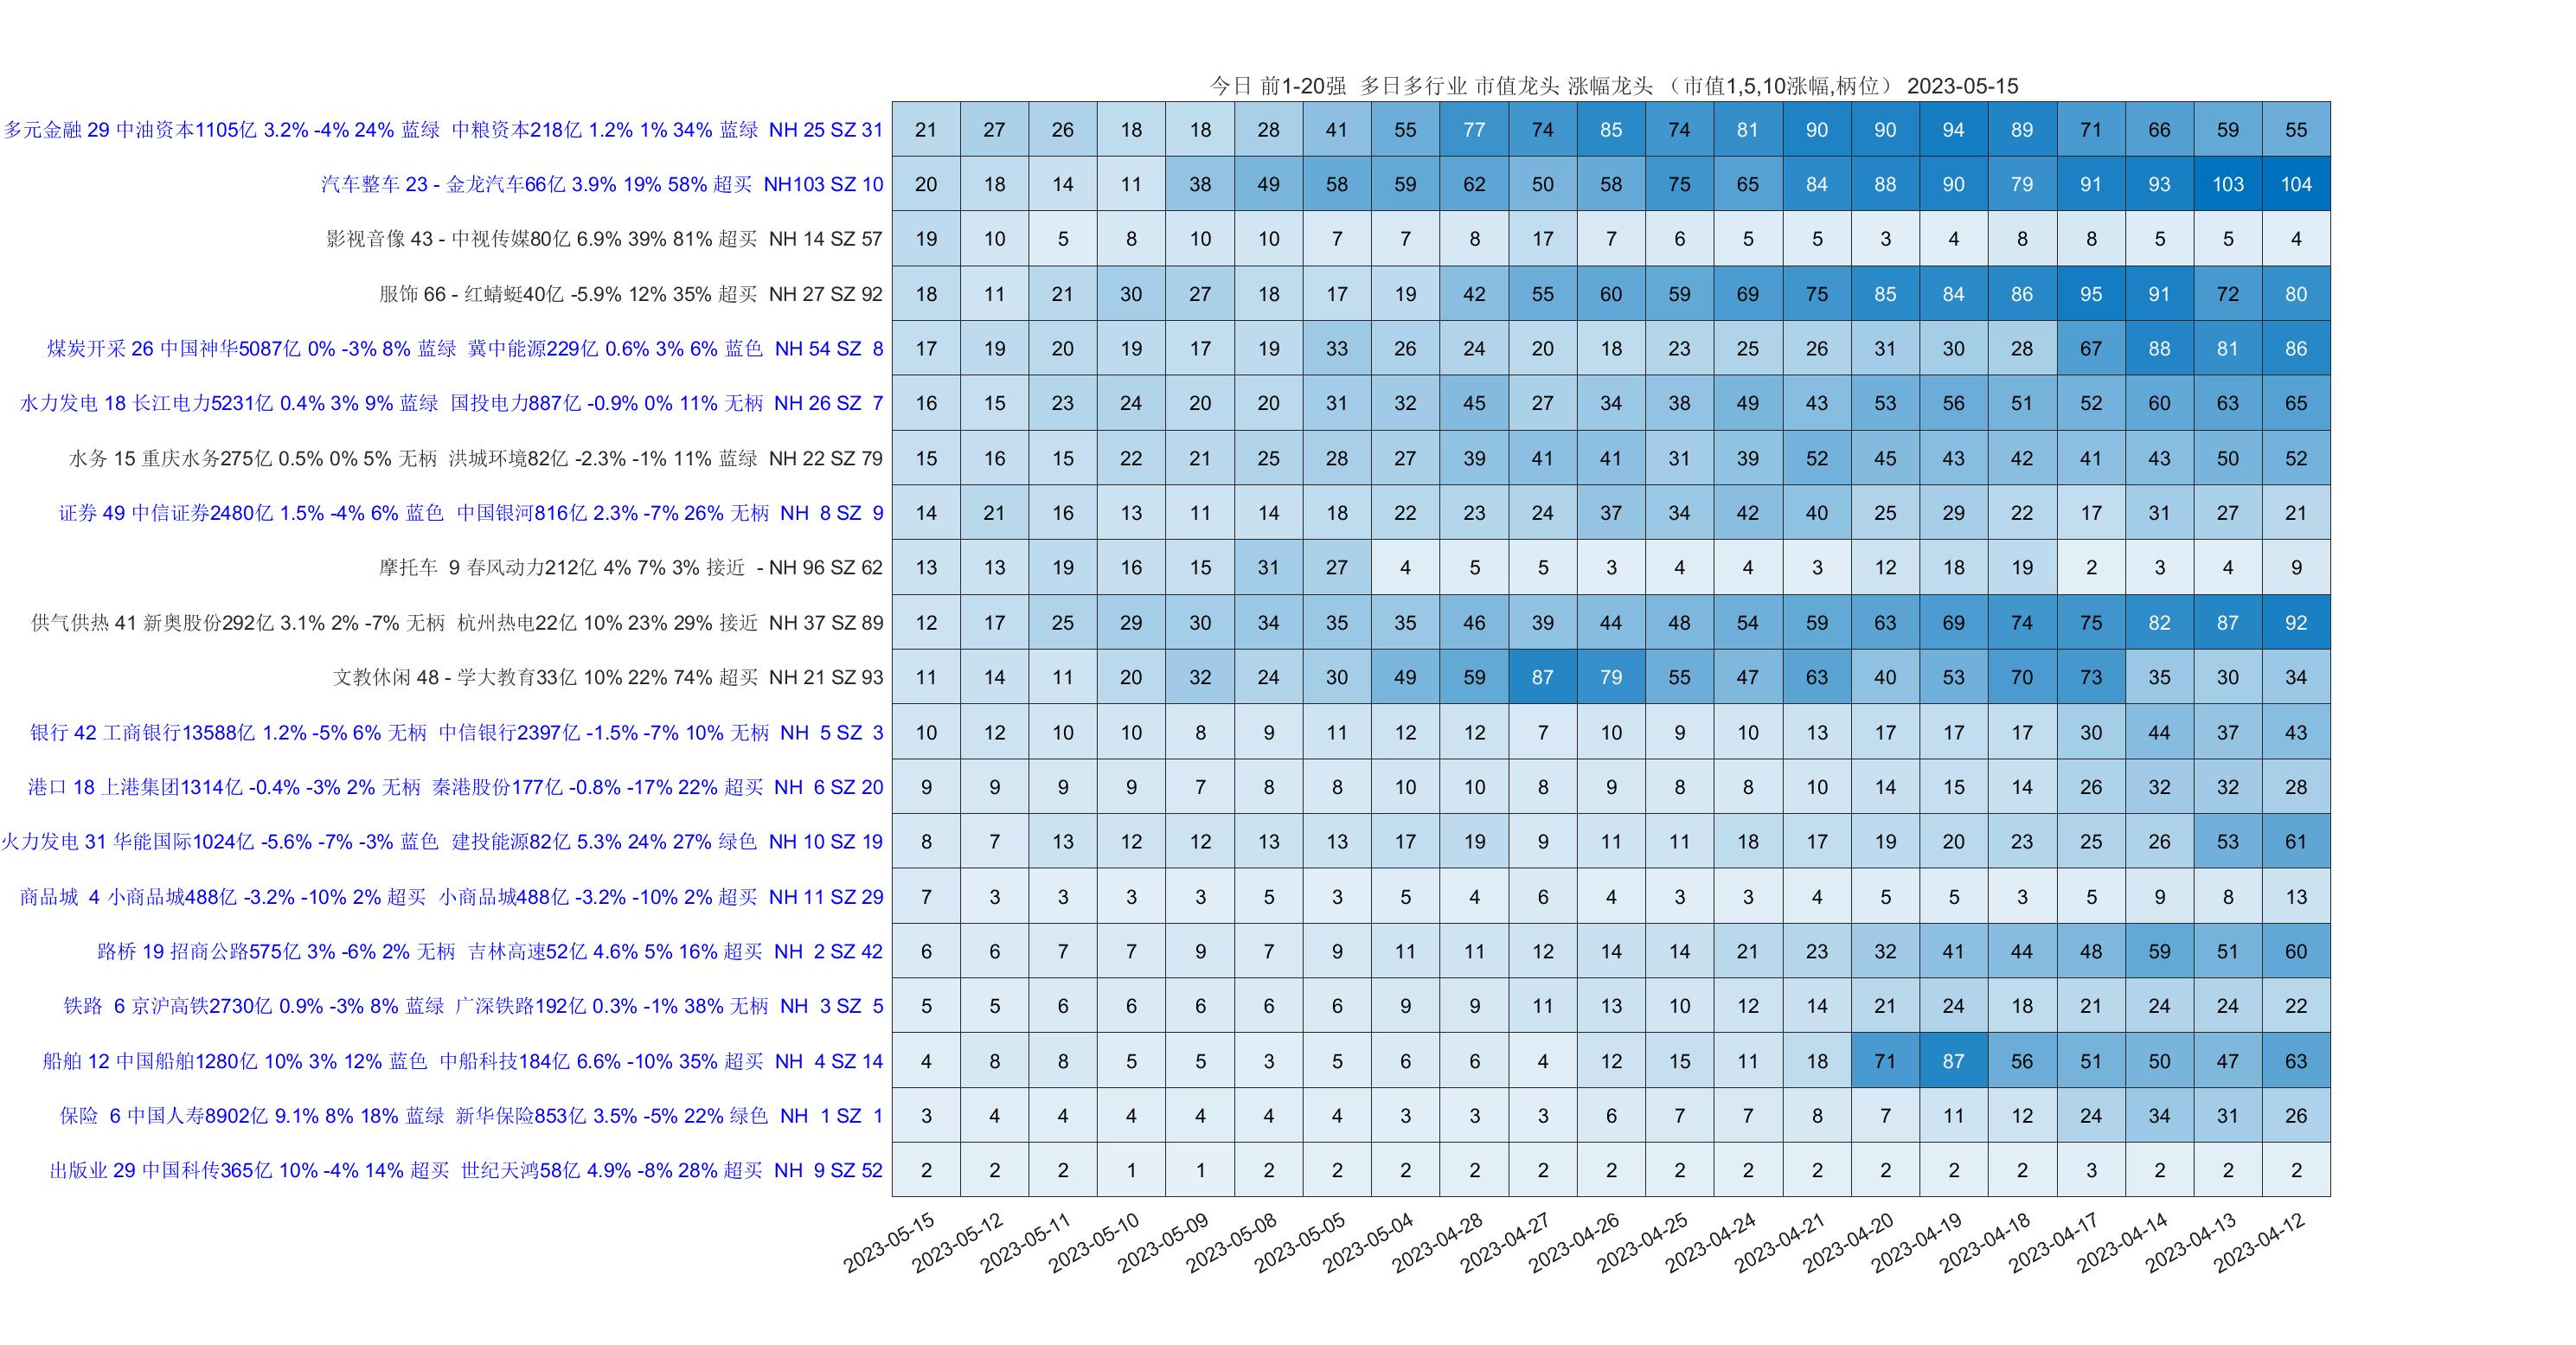 今日 前1-20强 多日多行业 市值龙头 涨幅龙头 （市值1,5,10涨幅,柄位） 2023-05-15
多元金融 29 中油资本1105亿 3.2% -4% 24% 蓝绿 中粮资本218亿 1.2% 1% 34% 蓝绿 NH 25 SZ 31 21 27 26 18 18 28 41 55 77 74 85 74 81 90 90 94 89 71 66 59 55
汽车整车 23 - 金龙汽车66亿 3.9% 19% 58% 超买 NH103 SZ 10 20 18 14 11 38 49 58 59 62 50 58 75 65 84 88 90 79 91 93 103 104
影视音像 43 - 中视传媒80亿 6.9% 39% 81% 超买 NH 14 SZ 57 19 10 5 8 10 10 7 7 8 17 7 6 5 5 3 4 8 8 5 5 4
服饰 66 - 红蜻蜓40亿 -5.9% 12% 35% 超买 NH 27 SZ 92 18 11 21 30 27 18 17 19 42 55 60 59 69 75 85 84 86 95 91 72 80
煤炭开采 26 中国神华5087亿 0% -3% 8% 蓝绿 冀中能源229亿 0.6% 3% 6% 蓝色 NH 54 SZ 8 17 19 20 19 17 19 33 26 24 20 18 23 25 26 31 30 28 67 88 81 86
水力发电 18 长江电力5231亿 0.4% 3% 9% 蓝绿 国投电力887亿 -0.9% 0% 11% 无柄 NH 26 SZ 7 16 15 23 24 20 20 31 32 45 27 34 38 49 43 53 56 51 52 60 63 65
水务 15 重庆水务275亿 0.5% 0% 5% 无柄 洪城环境82亿 -2.3% -1% 11% 蓝绿 NH 22 SZ 79 15 16 15 22 21 25 28 27 39 41 41 31 39 52 45 43 42 41 43 50 52
证券 49 中信证券2480亿 1.5% -4% 6% 蓝色 中国银河816亿 2.3% -7% 26% 无柄 NH 8 SZ 9 14 21 16 13 11 14 18 22 23 24 37 34 42 40 25 29 22 17 31 27 21
摩托车 9 春风动力212亿 4% 7% 3% 接近 - NH 96 SZ 62 13 13 19 16 15 31 27 4 5 5 3 4 4 3 12 18 19 2 3 4 9
供气供热 41 新奥股份292亿 3.1% 2% -7% 无柄 杭州热电22亿 10% 23% 29% 接近 NH 37 SZ 89 12 17 25 29 30 34 35 35 46 39 44 48 54 59 63 69 74 75 82 87 92
文教休闲 48 - 学大教育33亿 10% 22% 74% 超买 NH 21 SZ 93 11 14 11 20 32 24 30 49 59 87 79 55 47 63 40 53 70 73 35 30 34
银行 42 工商银行13588亿 1.2% -5% 6% 无柄 中信银行2397亿 -1.5% -7% 10% 无柄 NH 5 SZ 3 10 12 10 10 8 9 11 12 12 7 10 9 10 13 17 17 17 30 44 37 43
港口 18 上港集团1314亿 -0.4% -3% 2% 无柄 秦港股份177亿 -0.8% -17% 22% 超买 NH 6 SZ 20 9 9 9 9 7 8 8 10 10 8 9 8 8 10 14 15 14 26 32 32 28
火力发电 31 华能国际1024亿 -5.6% -7% -3% 蓝色 建投能源82亿 5.3% 24% 27% 绿色 NH 10 SZ 19 8 7 13 12 12 13 13 17 19 9 11 11 18 17 19 20 23 25 26 53 61
商品城 4 小商品城488亿 -3.2% -10% 2% 超买 小商品城488亿 -3.2% -10% 2% 超买 NH 11 SZ 29 7 3 3 3 3 5 3 5 4 6 4 3 3 4 5 5 3 5 9 8 13
路桥 19 招商公路575亿 3% -6% 2% 无柄 吉林高速52亿 4.6% 5% 16% 超买 NH 2 SZ 42 6 6 7 7 9 7 9 11 11 12 14 14 21 23 32 41 44 48 59 51 60
铁路 6 京沪高铁2730亿 0.9% -3% 8% 蓝绿 广深铁路192亿 0.3% -1% 38% 无柄 NH 3 SZ 5 5 5 6 6 6 6 6 9 9 11 13 10 12 14 21 24 18 21 24 24 22
船舶 12 中国船舶1280亿 10% 3% 12% 蓝色 中船科技184亿 6.6% -10% 35% 超买 NH 4 SZ 14 4 8 8 5 5 3 5 6 6 4 12 15 11 18 71 87 56 51 50 47 63
保险 6 中国人寿8902亿 9.1% 8% 18% 蓝绿 新华保险853亿 3.5% -5% 22% 绿色 NH 1 SZ 1 3 4 4 4 4 4 4 3 3 3 6 7 7 8 7 11 12 24 34 31 26
出版业 29 中国科传365亿 10% -4% 14% 超买 世纪天鸿58亿 4.9% -8% 28% 超买 NH 9 SZ 52 2 2 2 1 1 2 2 2 2 2 2 2 2 2 2 2 2 3 2 2 2
2023-05-15 2023-05-12 2023-05-11 2023-05-10 2023-05-09 2023-05-08 2023-05-05 2023-05-04 2023-04-28 2023-04-27 2023-04-26 2023-04-25 2023-04-24 2023-04-21 2023-04-20 2023-04-19 2023-04-18 2023-04-17 2023-04-14 2023-04-13 2023-04-12